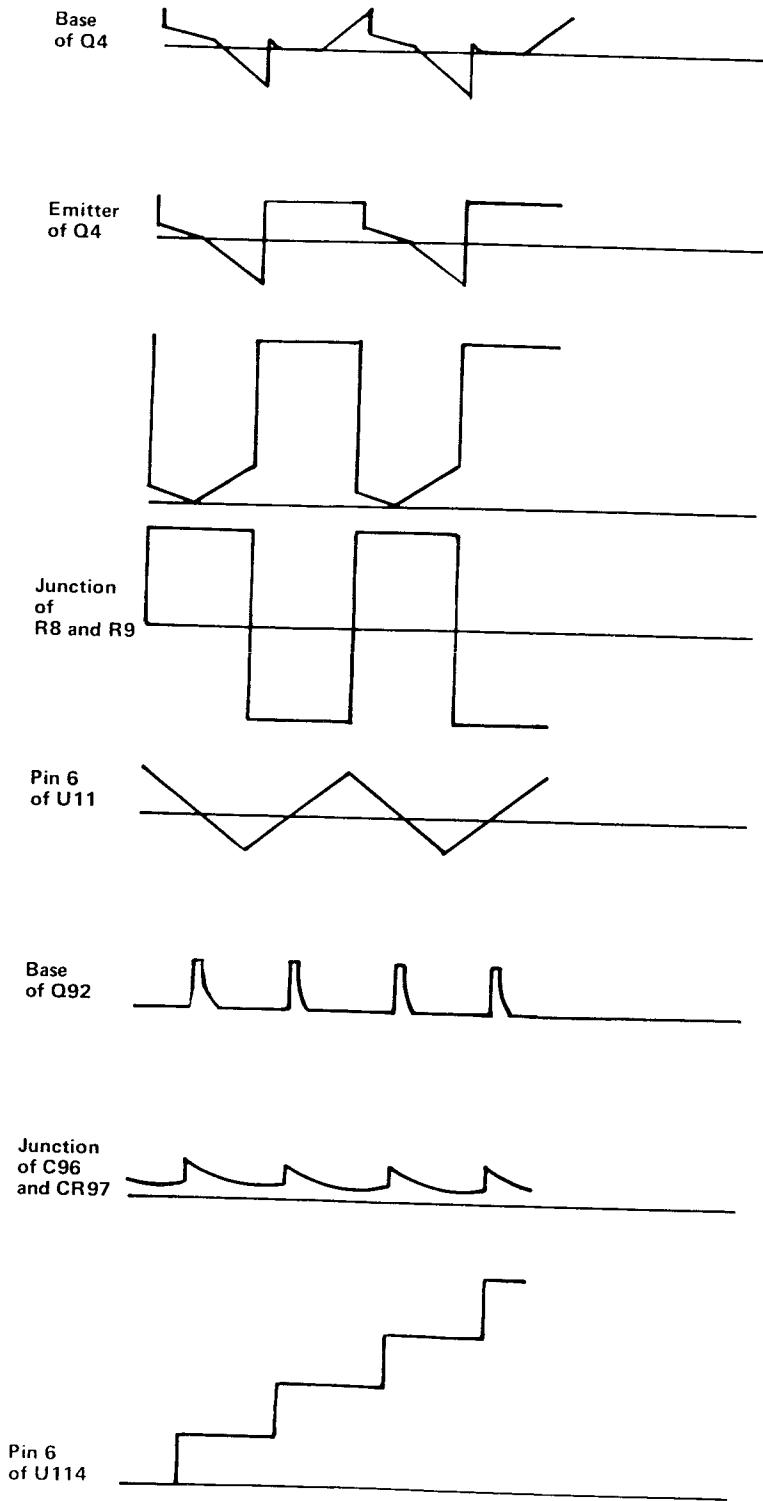 Base
of Q4
Emitter
of Q4
Junction
of
R8 and R9
Pin 6
of U11
Base
of Q92
Junction
of C96
and CR97
Pin 6
of U114